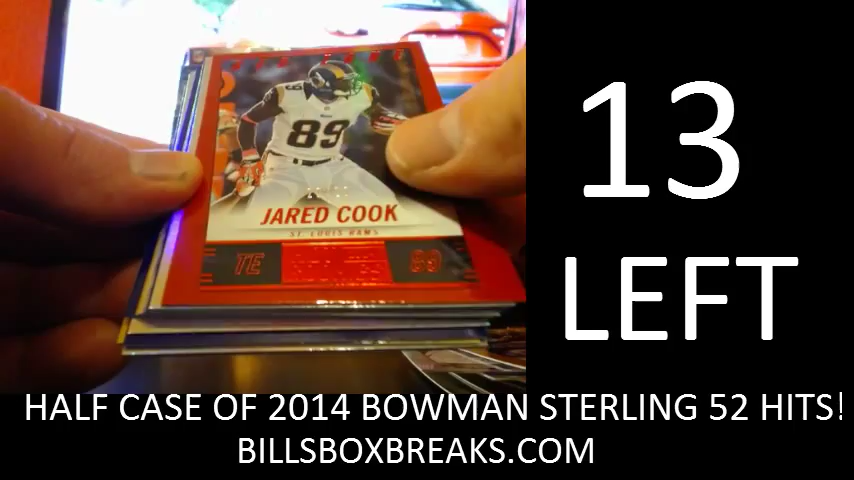 89
JARED COOK
ST. LOUIS RAMS
TE
89
13
LEFT
HALF CASE OF 2014 BOWMAN STERLING 52 HITS!
BILLSBOXBREAKS.COM